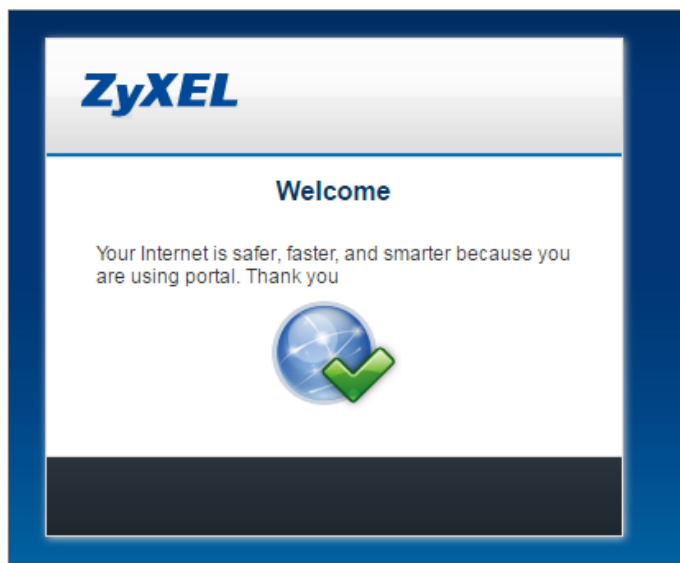 ZyXEL
Welcome
Your Internet is safer, faster, and smarter because you
are using portal. Thank you